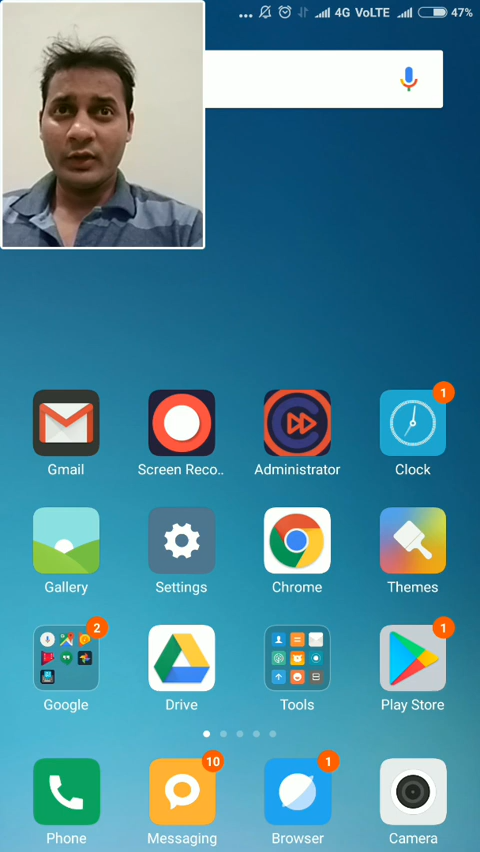 ... 4G VoLTE 47%
Gmail Screen Reco.. Administrator 1 Clock
Gallery Settings Chrome Themes
2 Google Drive Tools 1 Play Store
Phone 10 Messaging 1 Browser Camera